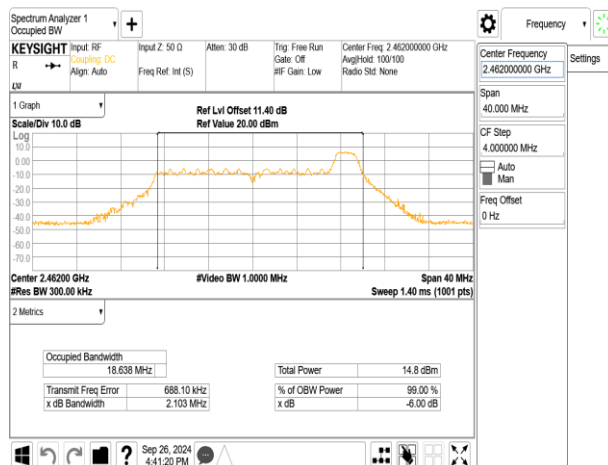 Spectrum Analyzer 1
Occupied BW
Frequency
KEYSIGHT
R
Input: RF
Coupling: DC
Align: Auto
Input Z: 50 Ω
Freq Ref: Int (S)
Atten: 30 dB
Trig: Free Run
Gate: Off
#IF Gain: Low
Center Freq: 2.462000000 GHz
Avg|Hold: 100/100
Radio Std: None
Center Frequency
2.462000000 GHz
Settings
Span
40.000 MHz
CF Step
4.000000 MHz
Auto
Man
Freq Offset
0 Hz
1 Graph
Scale/Div 10.0 dB
Ref Lvl Offset 11.40 dB
Ref Value 20.00 dBm
Log
10.0
0.00
-10.0
-20.0
-30.0
-40.0
-50.0
-60.0
-70.0
Center 2.46200 GHz
#Res BW 300.00 kHz
#Video BW 1.0000 MHz
Span 40 MHz
Sweep 1.40 ms (1001 pts)
2 Metrics
Occupied Bandwidth
18.638 MHz
Total Power 14.8 dBm
Transmit Freq Error 688.10 kHz
% of OBW Power 99.00 %
x dB Bandwidth 2.103 MHz
x dB -6.00 dB
?
Sep 26, 2024
4:41:20 PM